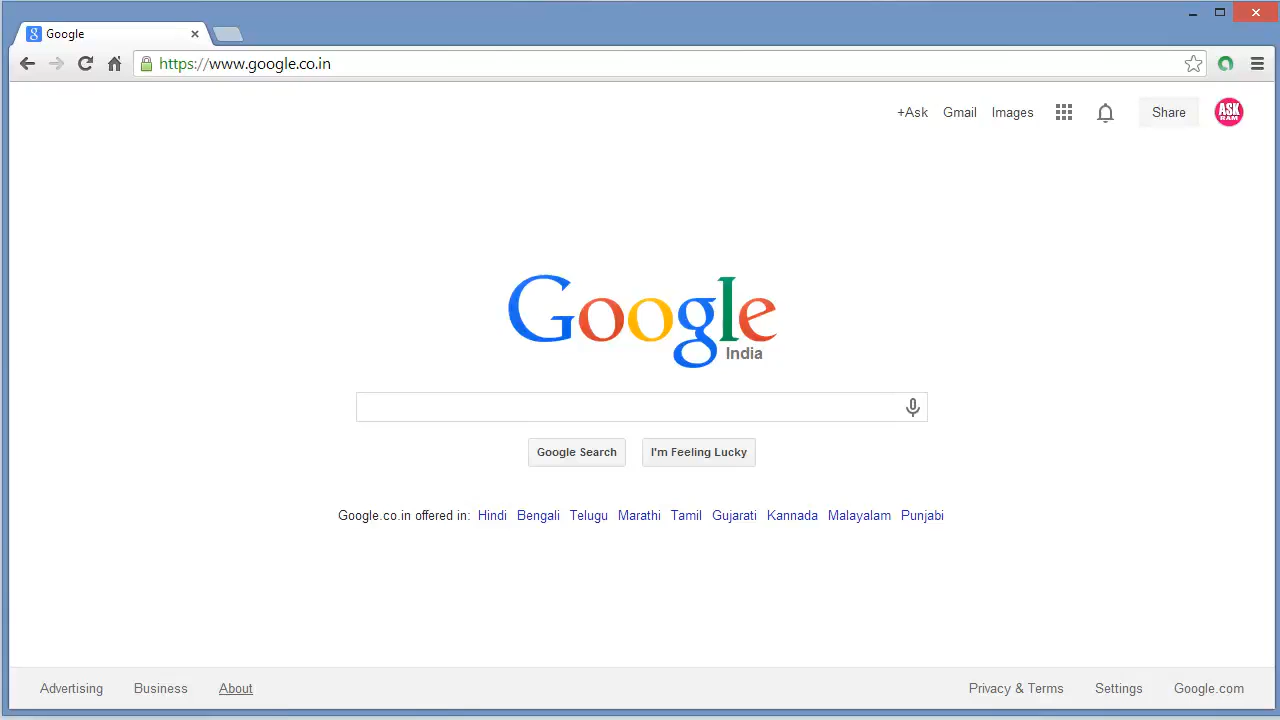 Google
https://www.google.co.in
+Ask Gmail Images Share ASK RAM
Google
India
Google Search I'm Feeling Lucky
Google.co.in offered in: Hindi Bengali Telugu Marathi Tamil Gujarati Kannada Malayalam Punjabi
Advertising Business About Privacy & Terms Settings Google.com